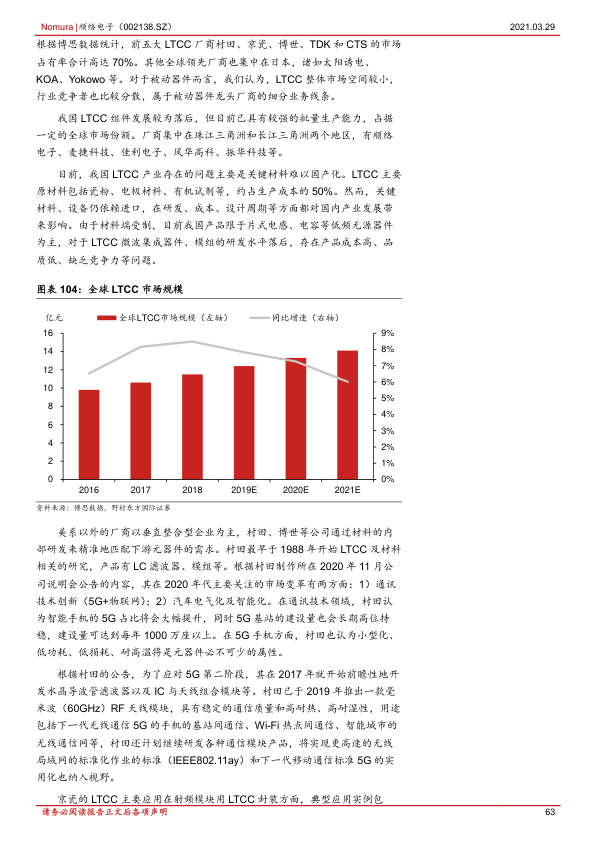 Nomura | 顺络电子（002138.SZ） 2021.03.29
根据博思数据统计，前五大 LTCC 厂商村田、京瓷、博世、TDK 和 CTS 的市场
占有率合计高达 70%。其他全球领先厂商也集中在日本，诸如太阳诱电、
KOA、Yokowo 等。对于被动器件而言，我们认为，LTCC 整体市场空间较小，
行业竞争者也比较分散，属于被动器件龙头厂商的细分业务线条。
我国 LTCC 组件发展较为落后，但目前已具有较强的批量生产能力，占据
一定的全球市场份额。厂商集中在珠江三角洲和长江三角洲两个地区，有顺络
电子、麦捷科技、佳利电子、风华高科、振华科技等。
目前，我国 LTCC 产业存在的问题主要是关键材料难以国产化。LTCC 主要
原材料包括瓷粉、电极材料、有机试剂等，约占生产成本的 50%。然而，关键
材料、设备仍依赖进口，在研发、成本、设计周期等方面都对国内产业发展带
来影响。由于材料端受制，目前我国产品限于片式电感、电容等低频无源器件
为主，对于 LTCC 微波集成器件、模组的研发水平落后，存在产品成本高、品
质低、缺乏竞争力等问题。
图表 104：全球 LTCC 市场规模
亿元 全球LTCC市场规模（左轴） 同比增速（右轴）
16 9%
14 8%
12 7%
10 6%
8 5%
6 4%
4 3%
2 2%
0 1%
0%
2016 2017 2018 2019E 2020E 2021E
资料来源：博思数据，野村东方国际证券
美系以外的厂商以垂直整合型企业为主，村田、博世等公司通过材料的内
部研发来精准地匹配下游元器件的需求。村田最早于 1988 年开始 LTCC 及材料
相关的研究，产品有 LC 滤波器、模组等。根据村田制作所在 2020 年 11 月公
司说明会公告的内容，其在 2020 年代主要关注的市场变革有两方面：1）通讯
技术创新（5G+物联网）；2）汽车电气化及智能化。在通讯技术领域，村田认
为智能手机的 5G 占比将会大幅提升，同时 5G 基站的建设量也会长期高位持
稳，建设量可达到每年 1000 万座以上。在 5G 手机方面，村田也认为小型化、
低功耗、低损耗、耐高温将是元器件必不可少的属性。
根据村田的公告，为了应对 5G 第二阶段，其在 2017 年就开始前瞻性地开
发水晶导波管滤波器以及 IC 与天线组合模块等。村田已于 2019 年推出一款毫
米波（60GHz）RF 天线模块，具有稳定的通信质量和高耐热、高耐湿性，用途
包括下一代无线通信 5G 的手机的基站间通信、Wi-Fi 热点间通信、智能城市的
无线通信网等，村田还计划继续研发各种通信模块产品，将实现更高速的无线
局域网的标准化作业的标准（IEEE802.11ay）和下一代移动通信标准 5G 的实
用化也纳入视野。
京瓷的 LTCC 主要应用在射频模块用 LTCC 封装方面，典型应用实例包
请务必阅读报告正文后各项声明 63